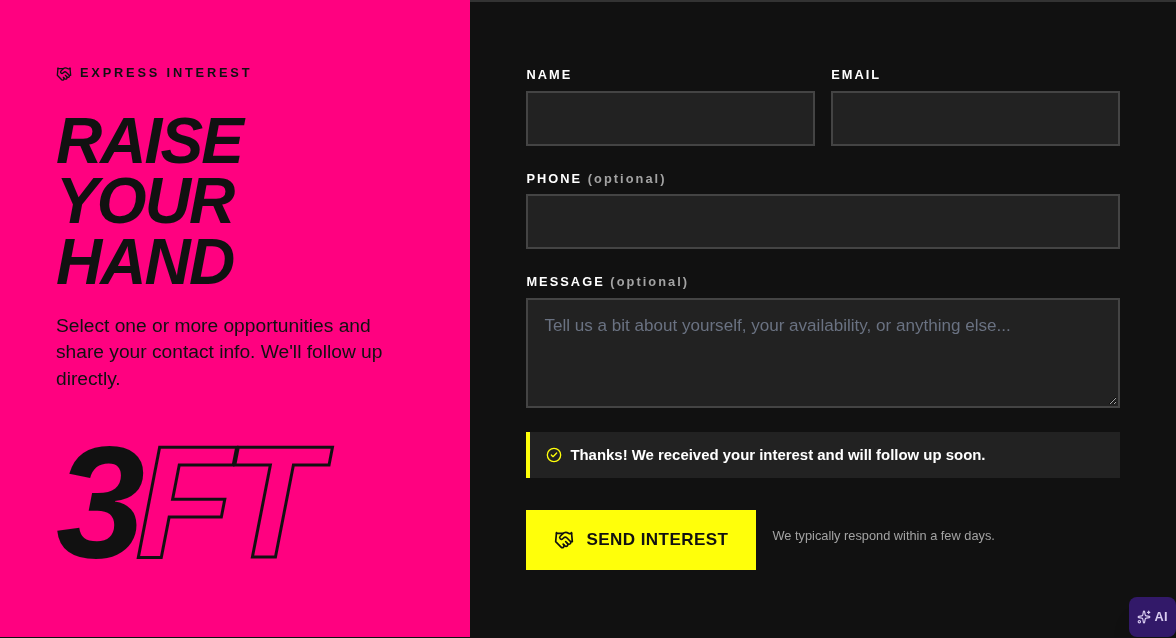 EXPRESS INTEREST
RAISE
YOUR
HAND
Select one or more opportunities and
share your contact info. We'll follow up
directly.
3FT
NAME
EMAIL
PHONE (optional)
MESSAGE (optional)
Tell us a bit about yourself, your availability, or anything else...
Thanks! We received your interest and will follow up soon.
SEND INTEREST
We typically respond within a few days.
AI